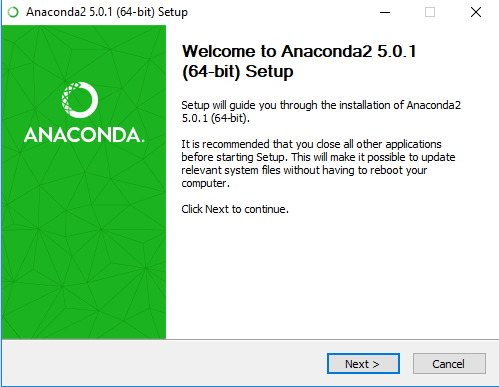 Anaconda2 5.0.1 (64-bit) Setup
ANACONDA.
Welcome to Anaconda2 5.0.1
(64-bit) Setup
Setup will guide you through the installation of Anaconda2
5.0.1 (64-bit).
It is recommended that you close all other applications
before starting Setup. This will make it possible to update
relevant system files without having to reboot your
computer.
Click Next to continue.
Next >
Cancel